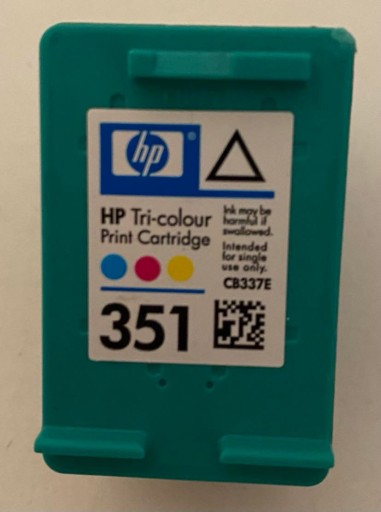 hp
HP Tri-colour
Print Cartridge
Ink may be
harmful if
swallowed.
Intended
for single
use only.
CB337E
351